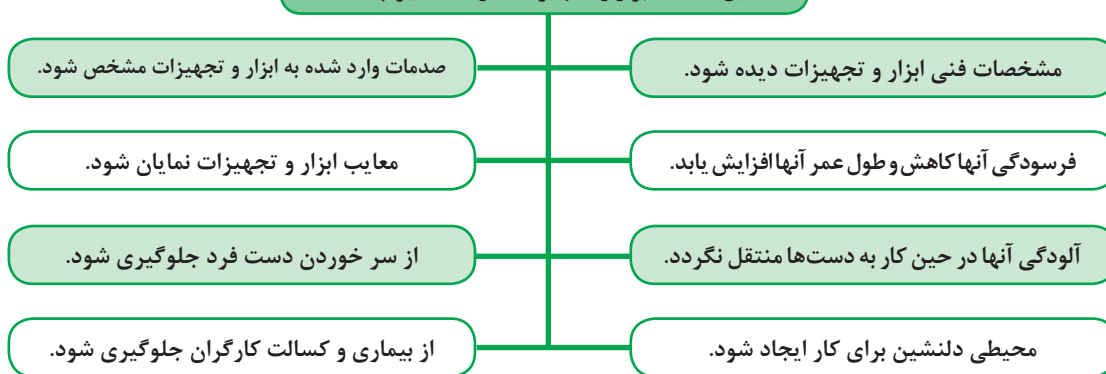 مشخصات فنی ابزار و تجهیزات دیده شود.
صدمات وارد شده به ابزار و تجهیزات مشخص شود.
فرسودگی آنها کاهش و طول عمر آنها افزایش یابد.
معایب ابزار و تجهیزات نمایان شود.
آلودگی آنها در حین کار به دست‌ها منتقل نگردد.
از سر خوردن دست فرد جلوگیری شود.
محیطی دلنشین برای کار ایجاد شود.
از بیماری و کسالت کارگران جلوگیری شود.